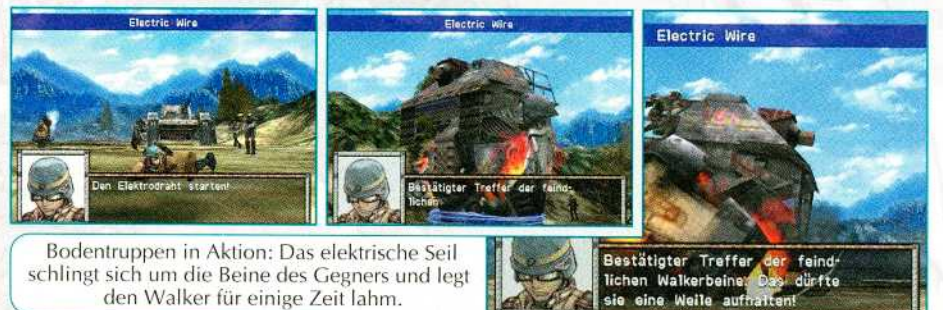 Electric Wire
Den Elektrodraht starten!
Electric Wire
Bestätigter Treffer der feind-
lichen
Electric Wire
Bestätigter Treffer der feind-
lichen Walkerbeine. Das dürfte
sie eine Weile aufhalten!
Bodentruppen in Aktion: Das elektrische Seil
schlingt sich um die Beine des Gegners und legt
den Walker für einige Zeit lahm.